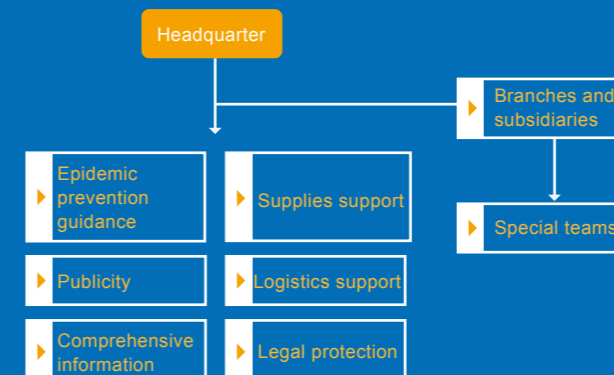 Headquarter
Branches and
subsidiaries
Epidemic
prevention
guidance
Supplies support
Special teams
Publicity
Logistics support
Comprehensive
information
Legal protection